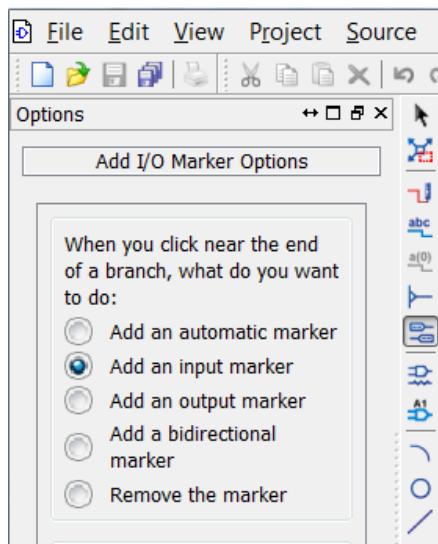 File Edit View Project Source
Options
Add I/O Marker Options
When you click near the end
of a branch, what do you want
to do:
Add an automatic marker
Add an input marker
Add an output marker
Add a bidirectional
marker
Remove the marker
abc
a(0)
A1